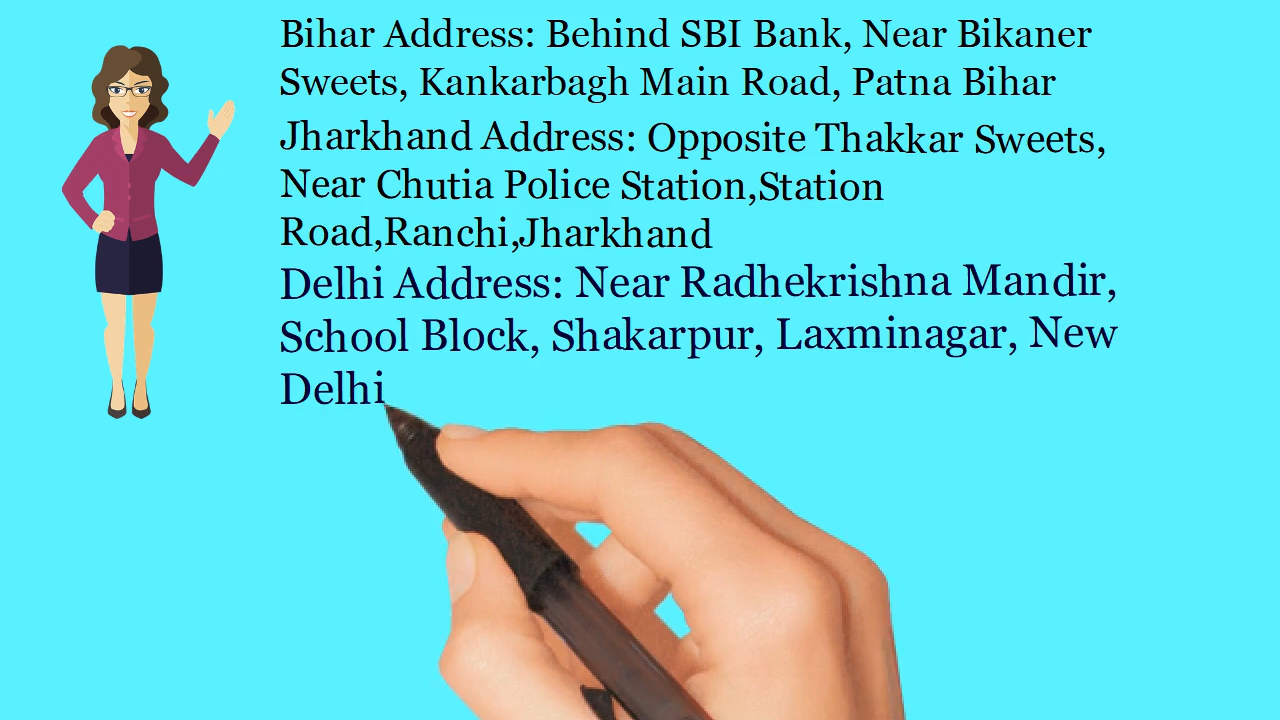 Bihar Address: Behind SBI Bank, Near Bikaner
Sweets, Kankarbagh Main Road, Patna Bihar
Jharkhand Address: Opposite Thakkar Sweets,
Near Chutia Police Station,Station
Road,Ranchi,Jharkhand
Delhi Address: Near Radhekrishna Mandir,
School Block, Shakarpur, Laxminagar, New
Delhi